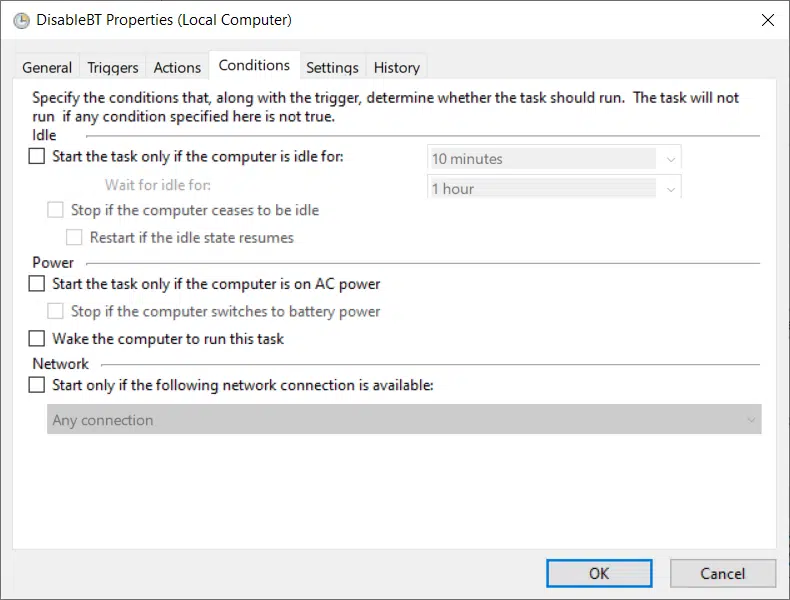 DisableBT Properties (Local Computer)
General Triggers Actions Conditions Settings History
Specify the conditions that, along with the trigger, determine whether the task should run. The task will not
run if any condition specified here is not true.
Idle
Start the task only if the computer is idle for: 10 minutes
Wait for idle for: 1 hour
Stop if the computer ceases to be idle
Restart if the idle state resumes
Power
Start the task only if the computer is on AC power
Stop if the computer switches to battery power
Wake the computer to run this task
Network
Start only if the following network connection is available:
Any connection
OK Cancel